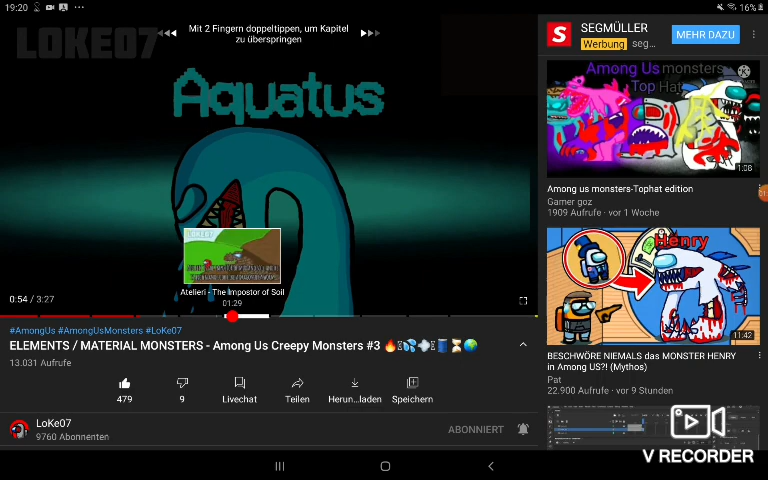 19:20
16%
LOKE07
Mit 2 Fingern doppeltippen, um Kapitel
zu überspringen
Aquatus
LOKE07
Atelieri - The Impostor of Soil
01:29
0:54 / 3:27
#AmongUs #AmongUsMonsters #LoKe07
ELEMENTS / MATERIAL MONSTERS - Among Us Creepy Monsters #3
13.031 Aufrufe
479
9
Livechat
Teilen
Herun...laden
Speichern
LoKe07
9760 Abonnenten
ABONNIERT
S
SEGMÜLLER
Werbung
seg...
MEHR DAZU
Among Us monsters
Top Hat
1:08
Among us monsters-Tophat edition
Gamer goz
1909 Aufrufe · vor 1 Woche
Henry
11:42
BESCHWÖRE NIEMALS das MONSTER HENRY
in Among US?! (Mythos)
Pat
22.900 Aufrufe · vor 9 Stunden
V RECORDER